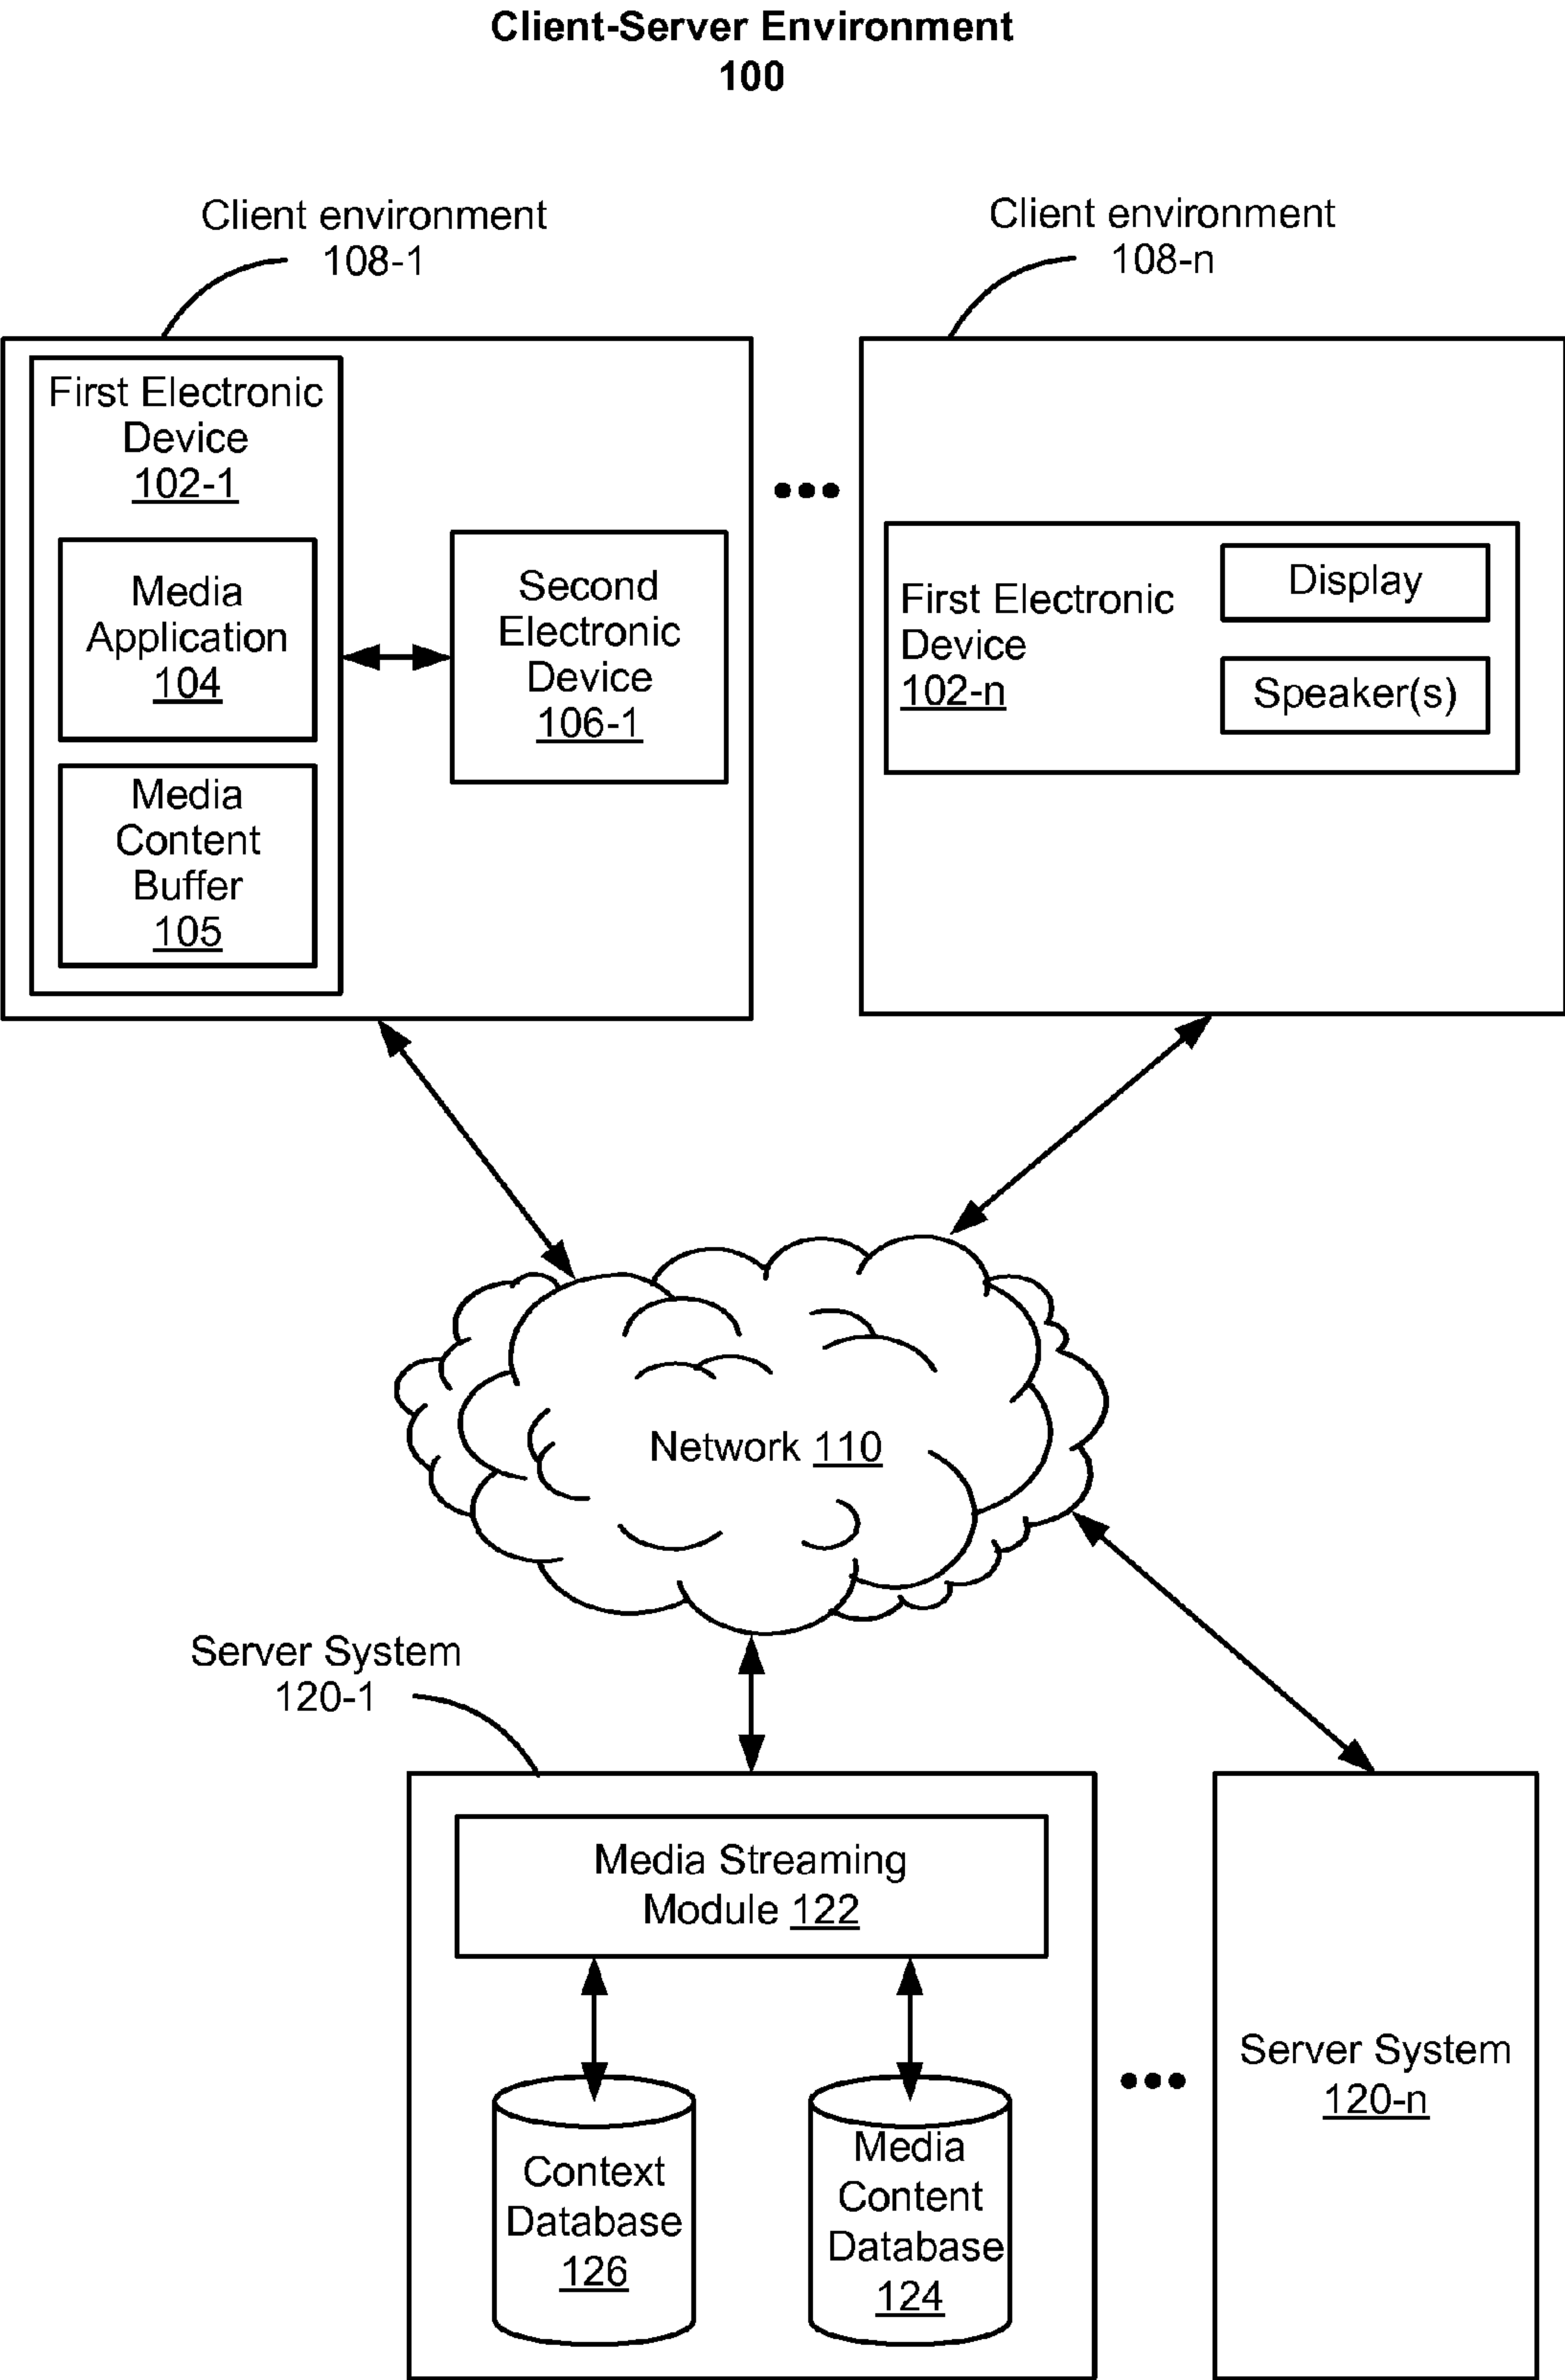 Client-Server Environment
100
Client environment
108-1
Client environment
108-n
First Electronic
Device
102-1
Media
Application
104
Media
Content
Buffer
105
Second
Electronic
Device
106-1
First Electronic
Device
102-n
Display
Speaker(s)
Network 110
Server System
120-1
Media Streaming
Module 122
Context
Database
126
Media
Content
Database
124
Server System
120-n